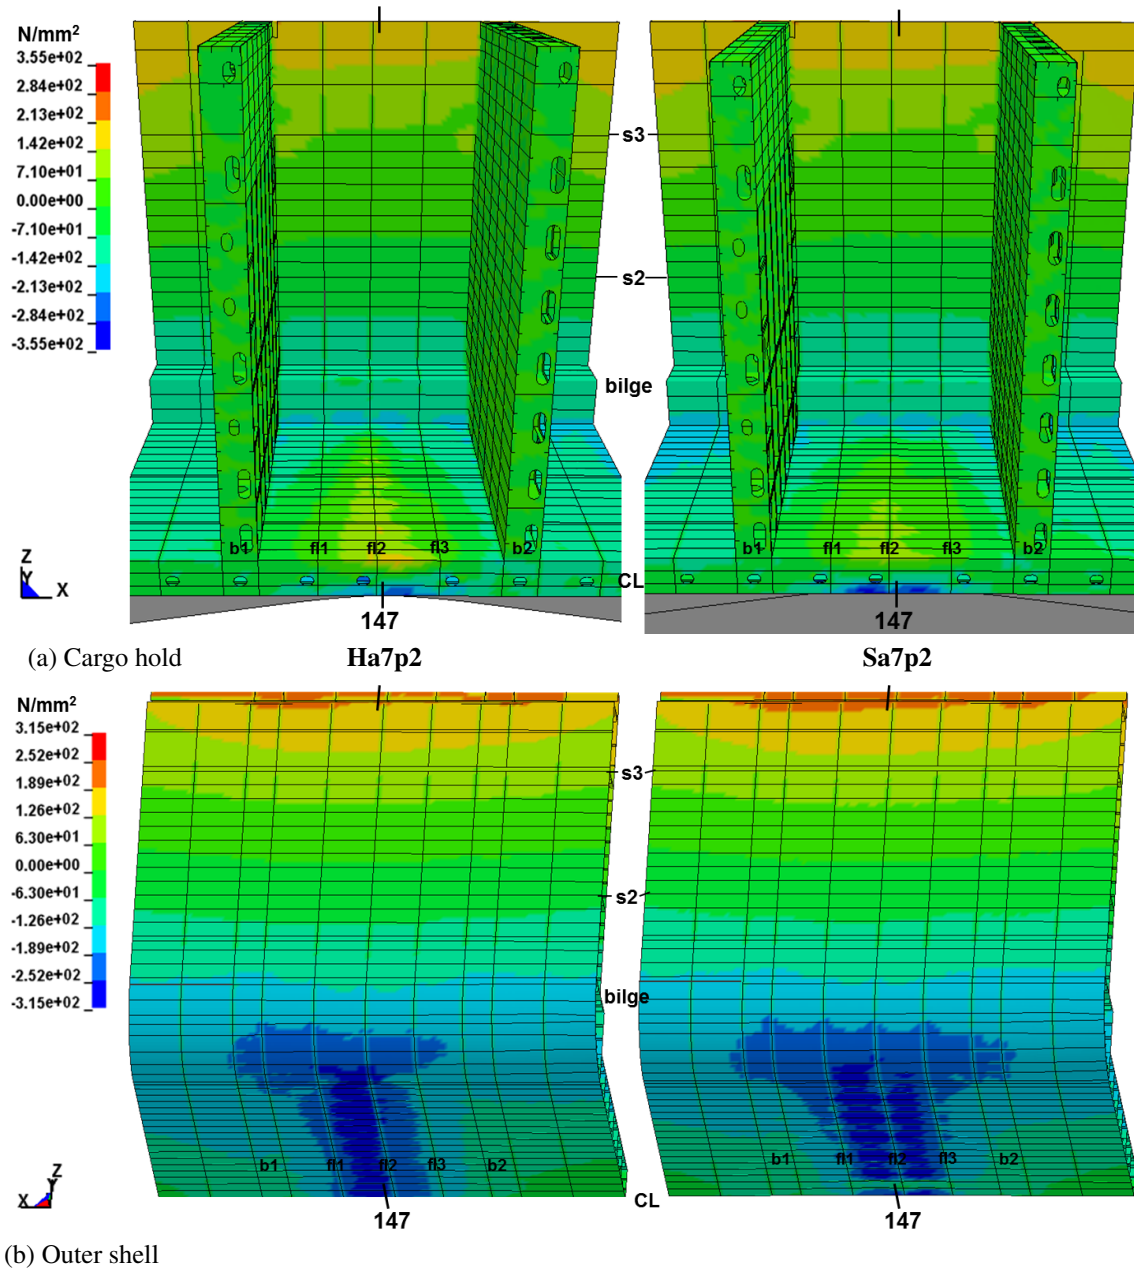 N/mm²
3.55e+02
2.84e+02
2.13e+02
1.42e+02
7.10e+01
0.00e+00
-7.10e+01
-1.42e+02
-2.13e+02
-2.84e+02
-3.55e+02
s3
s2
bilge
b1 fl1 fl2 fl3 b2
b1 fl1 fl2 fl3 b2
CL
Z
Y
X
147
147
(a) Cargo hold Ha7p2 Sa7p2
N/mm²
3.15e+02
2.52e+02
1.89e+02
1.26e+02
6.30e+01
0.00e+00
-6.30e+01
-1.26e+02
-1.89e+02
-2.52e+02
-3.15e+02
s3
s2
bilge
b1 fl1 fl2 fl3 b2
b1 fl1 fl2 fl3 b2
Z
Y
X
CL
147
147
(b) Outer shell